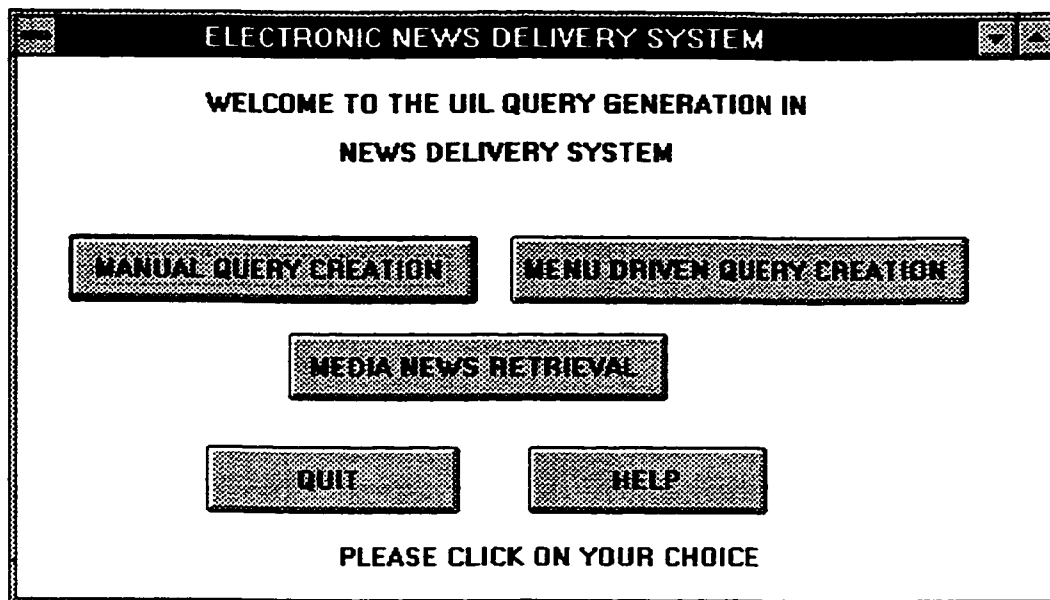 ELECTRONIC NEWS DELIVERY SYSTEM
WELCOME TO THE UIL QUERY GENERATION IN
NEWS DELIVERY SYSTEM
MANUAL QUERY CREATION
MENU DRIVEN QUERY CREATION
MEDIA NEWS RETRIEVAL
QUIT
HELP
PLEASE CLICK ON YOUR CHOICE